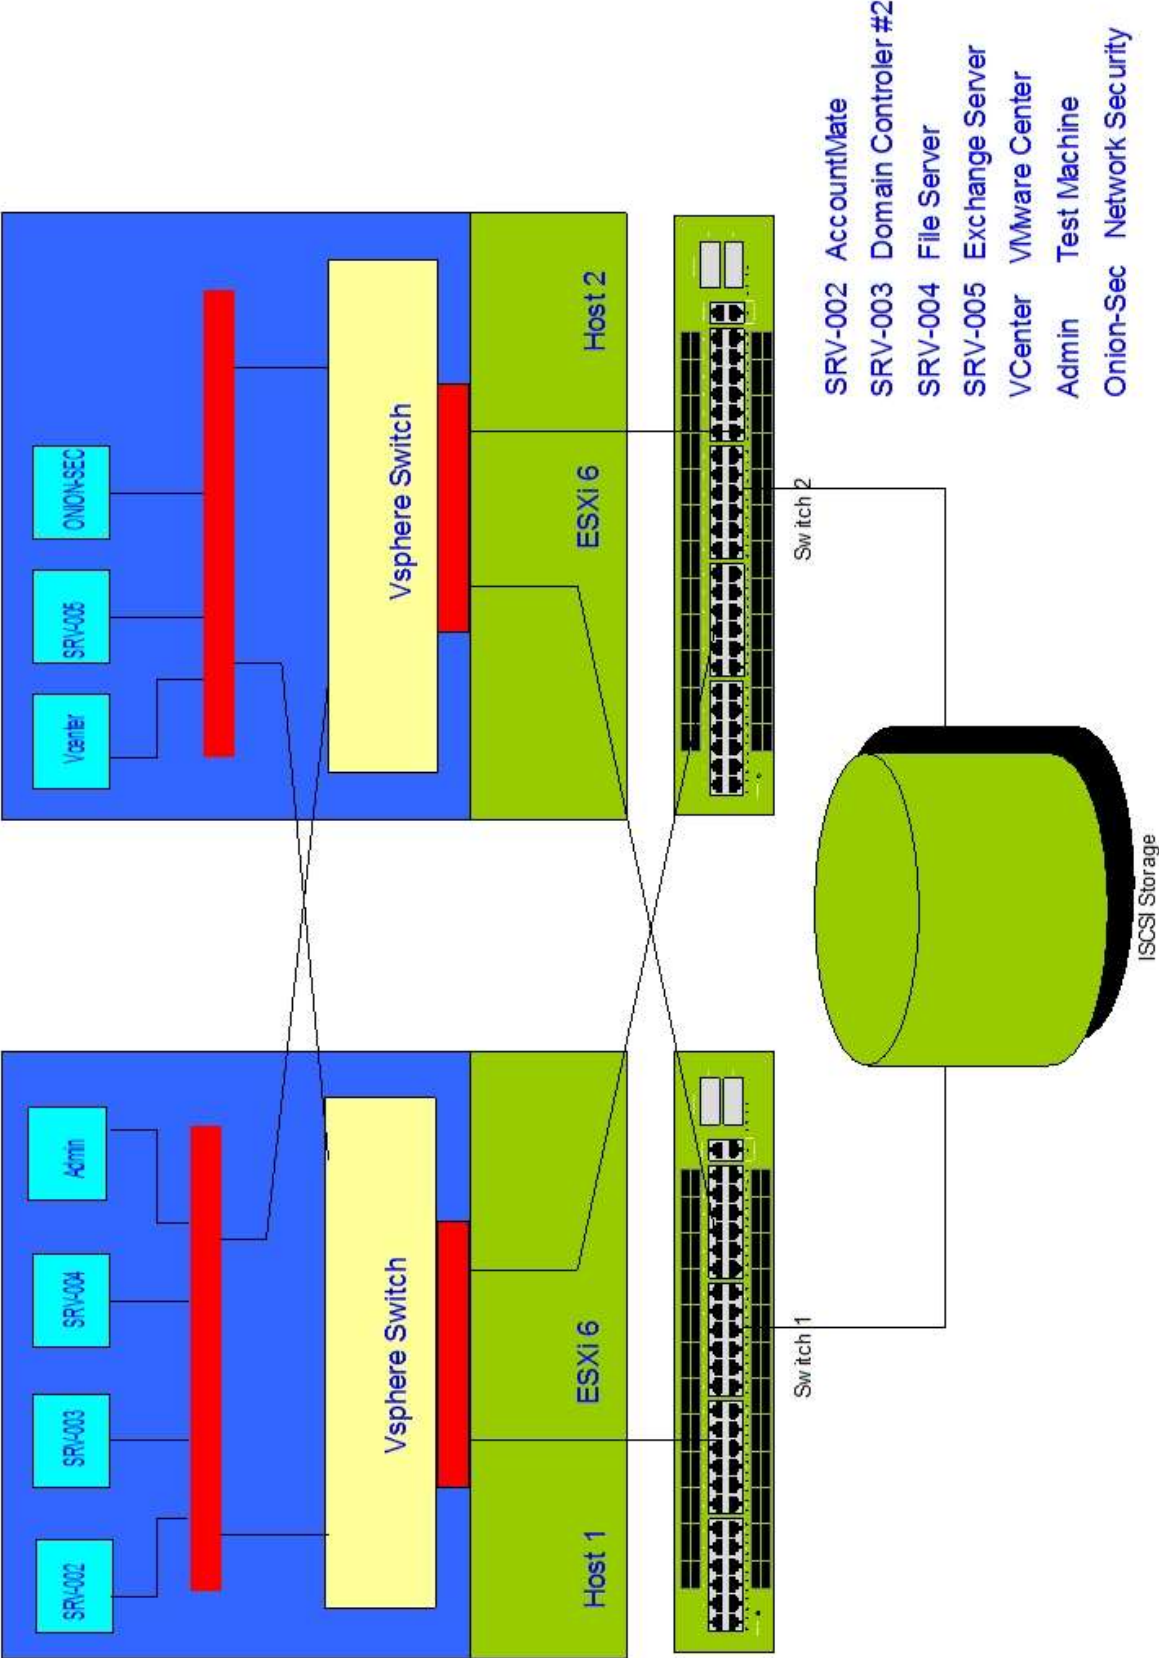 SRV-002
SRV-003
SRV-004
Admin
Vcenter
SRV-005
ONION-SEC
Vsphere Switch
Vsphere Switch
Host 1
ESXi 6
ESXi 6
Host 2
Switch 1
Switch 2
SRV-002 AccountMate
SRV-003 Domain Controler #2
SRV-004 File Server
SRV-005 Exchange Server
VCenter VMware Center
Admin Test Machine
Onion-Sec Network Security
ISCSI Storage